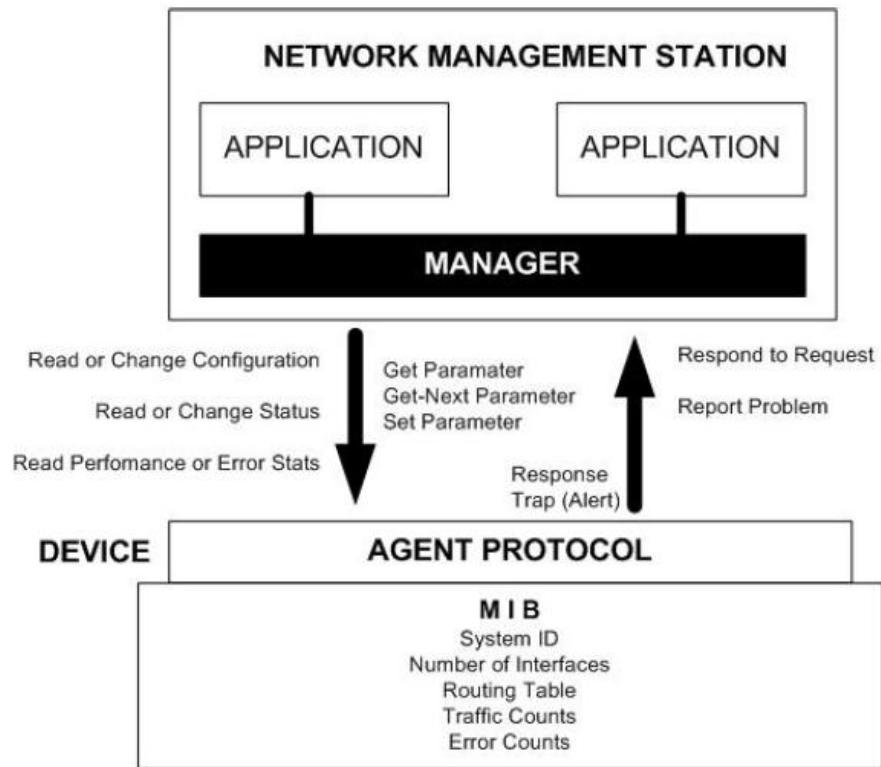 NETWORK MANAGEMENT STATION
APPLICATION
APPLICATION
MANAGER
Read or Change Configuration
Read or Change Status
Read Perfomance or Error Stats
Get Paramater
Get-Next Parameter
Set Parameter
Respond to Request
Report Problem
Response
Trap (Alert)
DEVICE
AGENT PROTOCOL
M I B
System ID
Number of Interfaces
Routing Table
Traffic Counts
Error Counts